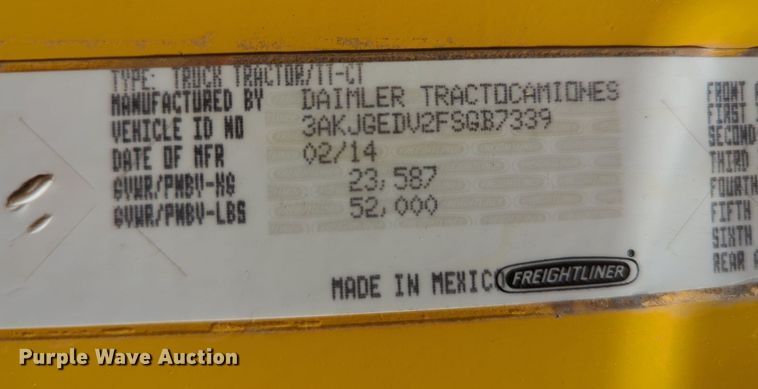 TYPE: TRUCK TRACTOR/TT-CT
MANUFACTURED BY DAIMLER TRACTOCAMIONES
VEHICLE ID NO 3AKJGEDV2FSGB7339
DATE OF MFR 02/14
GVWR/PNBV-KG 23,587
GVWR/PNBV-LBS 52,000
MADE IN MEXICO FREIGHTLINER
FRONT
FIRST
SECOND
THIRD
FOURTH
FIFTH
SIXTH
REAR
Purple Wave Auction